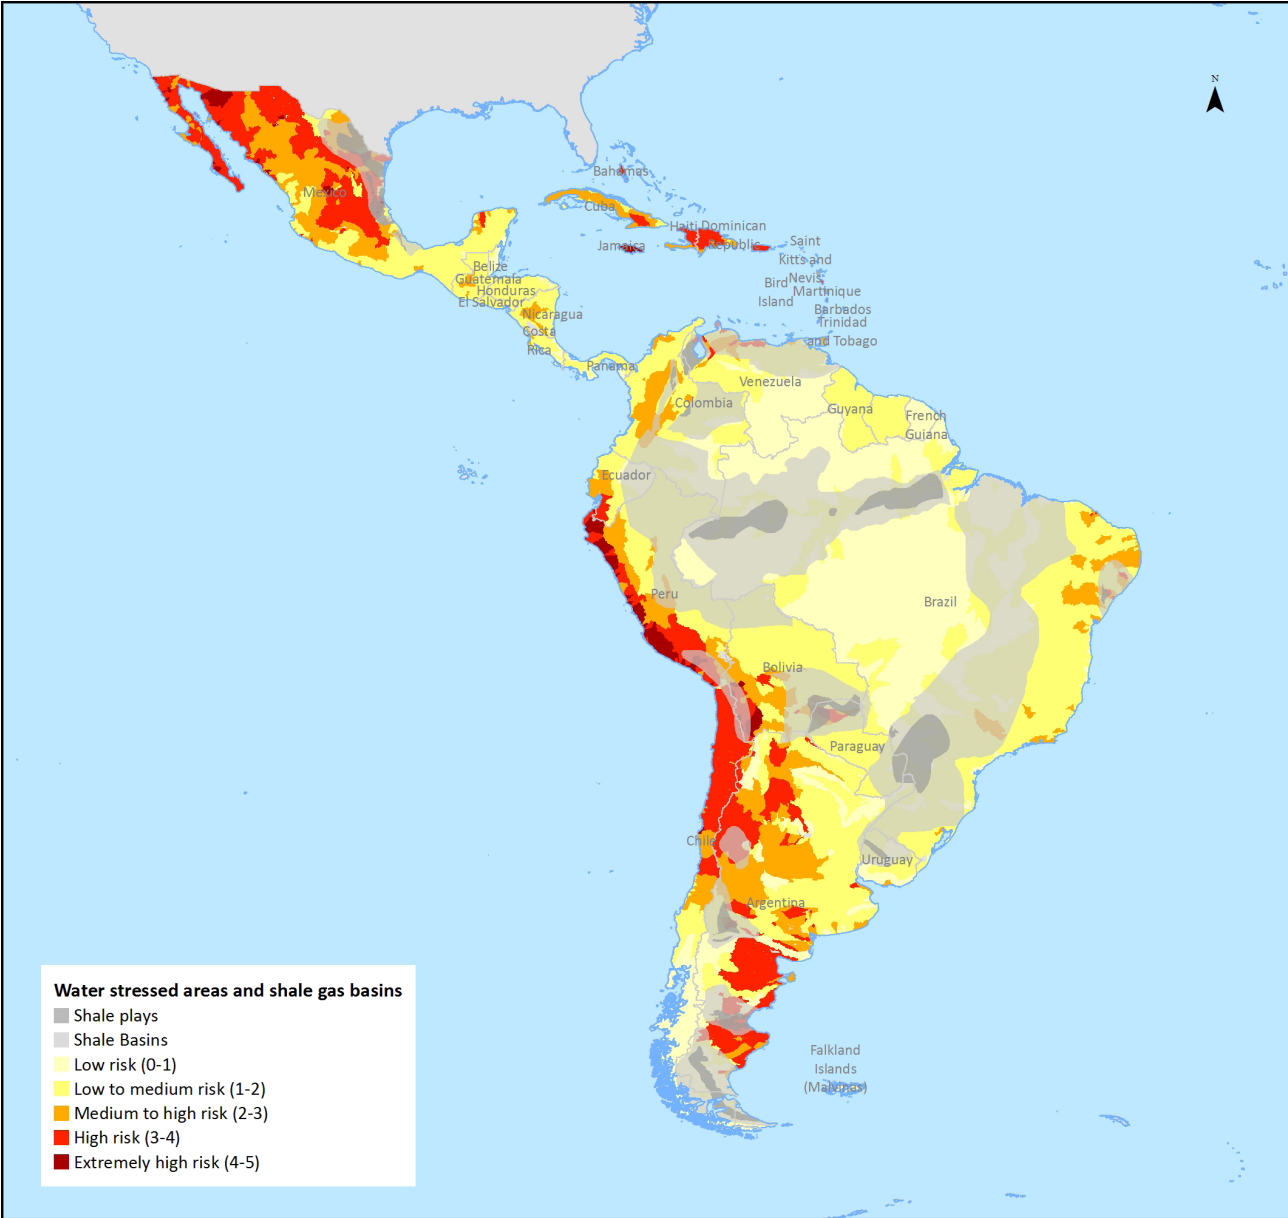 N
Bahamas
Mexico
Cuba
Haiti Dominican
Republic
Jamaica
Saint
Kitts and
Nevis
Bird
Island
Martinique
Barbados
Trinidad
and Tobago
Belize
Guatemala
Honduras
El Salvador
Nicaragua
Costa
Rica
Panama
Venezuela
Colombia
Guyana
French
Guiana
Ecuador
Peru
Brazil
Bolivia
Paraguay
Chile
Uruguay
Argentina
Falkland
Islands
(Malvinas)
Water stressed areas and shale gas basins
Shale plays
Shale Basins
Low risk (0-1)
Low to medium risk (1-2)
Medium to high risk (2-3)
High risk (3-4)
Extremely high risk (4-5)